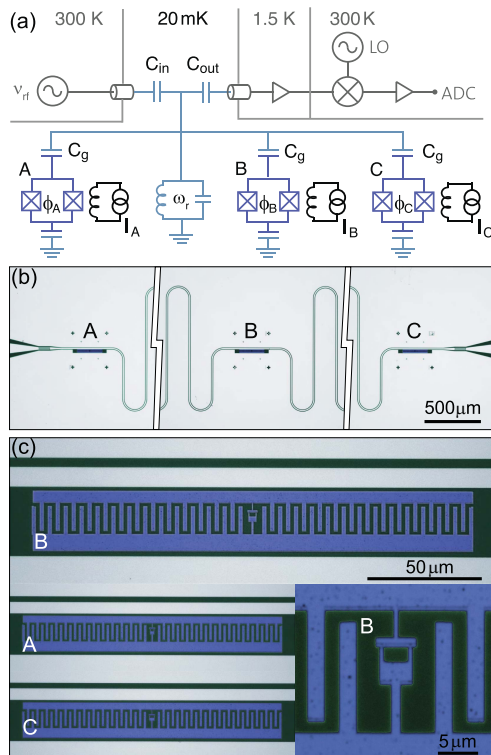 (a) 300 K 20 mK 1.5 K 300 K
LO
C_in C_out
ν_rf ADC
C_g C_g C_g
A B C
ϕ_A ω_r ϕ_B ϕ_C
I_A I_B I_C
(b)
A B C
500 μm
(c)
B
50 μm
A B
C
5 μm